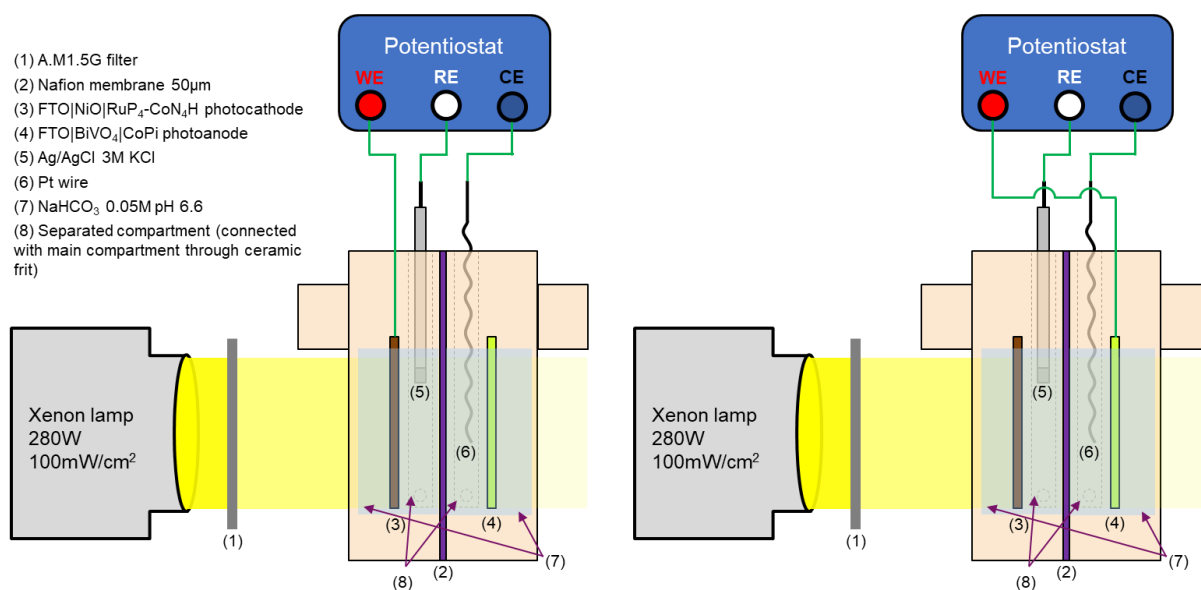 (1) A.M1.5G filter
(2) Nafion membrane 50µm
(3) FTO|NiO|RuP₄-CoN₄H photocathode
(4) FTO|BiVO₄|CoPi photoanode
(5) Ag/AgCl 3M KCl
(6) Pt wire
(7) NaHCO₃ 0.05M pH 6.6
(8) Separated compartment (connected
with main compartment through ceramic
frit)
Potentiostat
WE RE CE
Xenon lamp
280W
100mW/cm²
(1)
(5)
(6)
(3)
(4)
(8)
(2)
(7)
Potentiostat
WE RE CE
Xenon lamp
280W
100mW/cm²
(1)
(5)
(6)
(3)
(4)
(8)
(2)
(7)